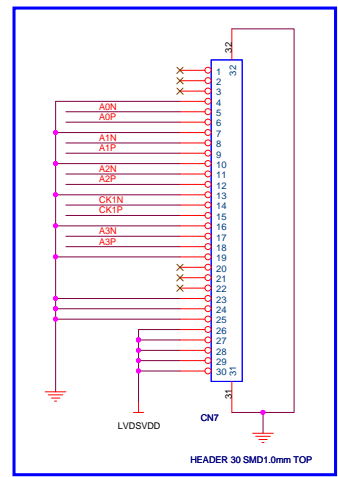 32
32
1
2
3
4
A0N 5
A0P 6
7
A1N 8
A1P 9
10
A2N 11
A2P 12
13
CK1N 14
CK1P 15
16
A3N 17
A3P 18
19
20
21
22
23
24
25
26
27
28
29
30
31
31
LVDSVDD
CN7
HEADER 30 SMD1.0mm TOP